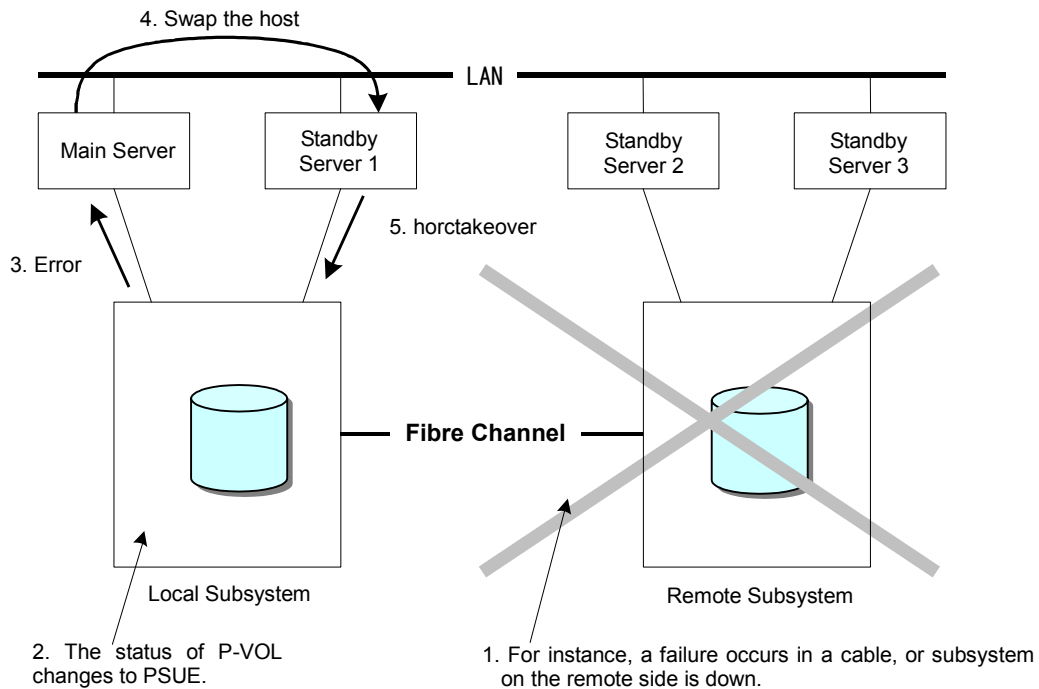 4. Swap the host
LAN
Main Server
Standby
Server 1
Standby
Server 2
Standby
Server 3
5. horctakeover
3. Error
Fibre Channel
Local Subsystem
Remote Subsystem
2. The status of P-VOL
changes to PSUE.
1. For instance, a failure occurs in a cable, or subsystem
on the remote side is down.